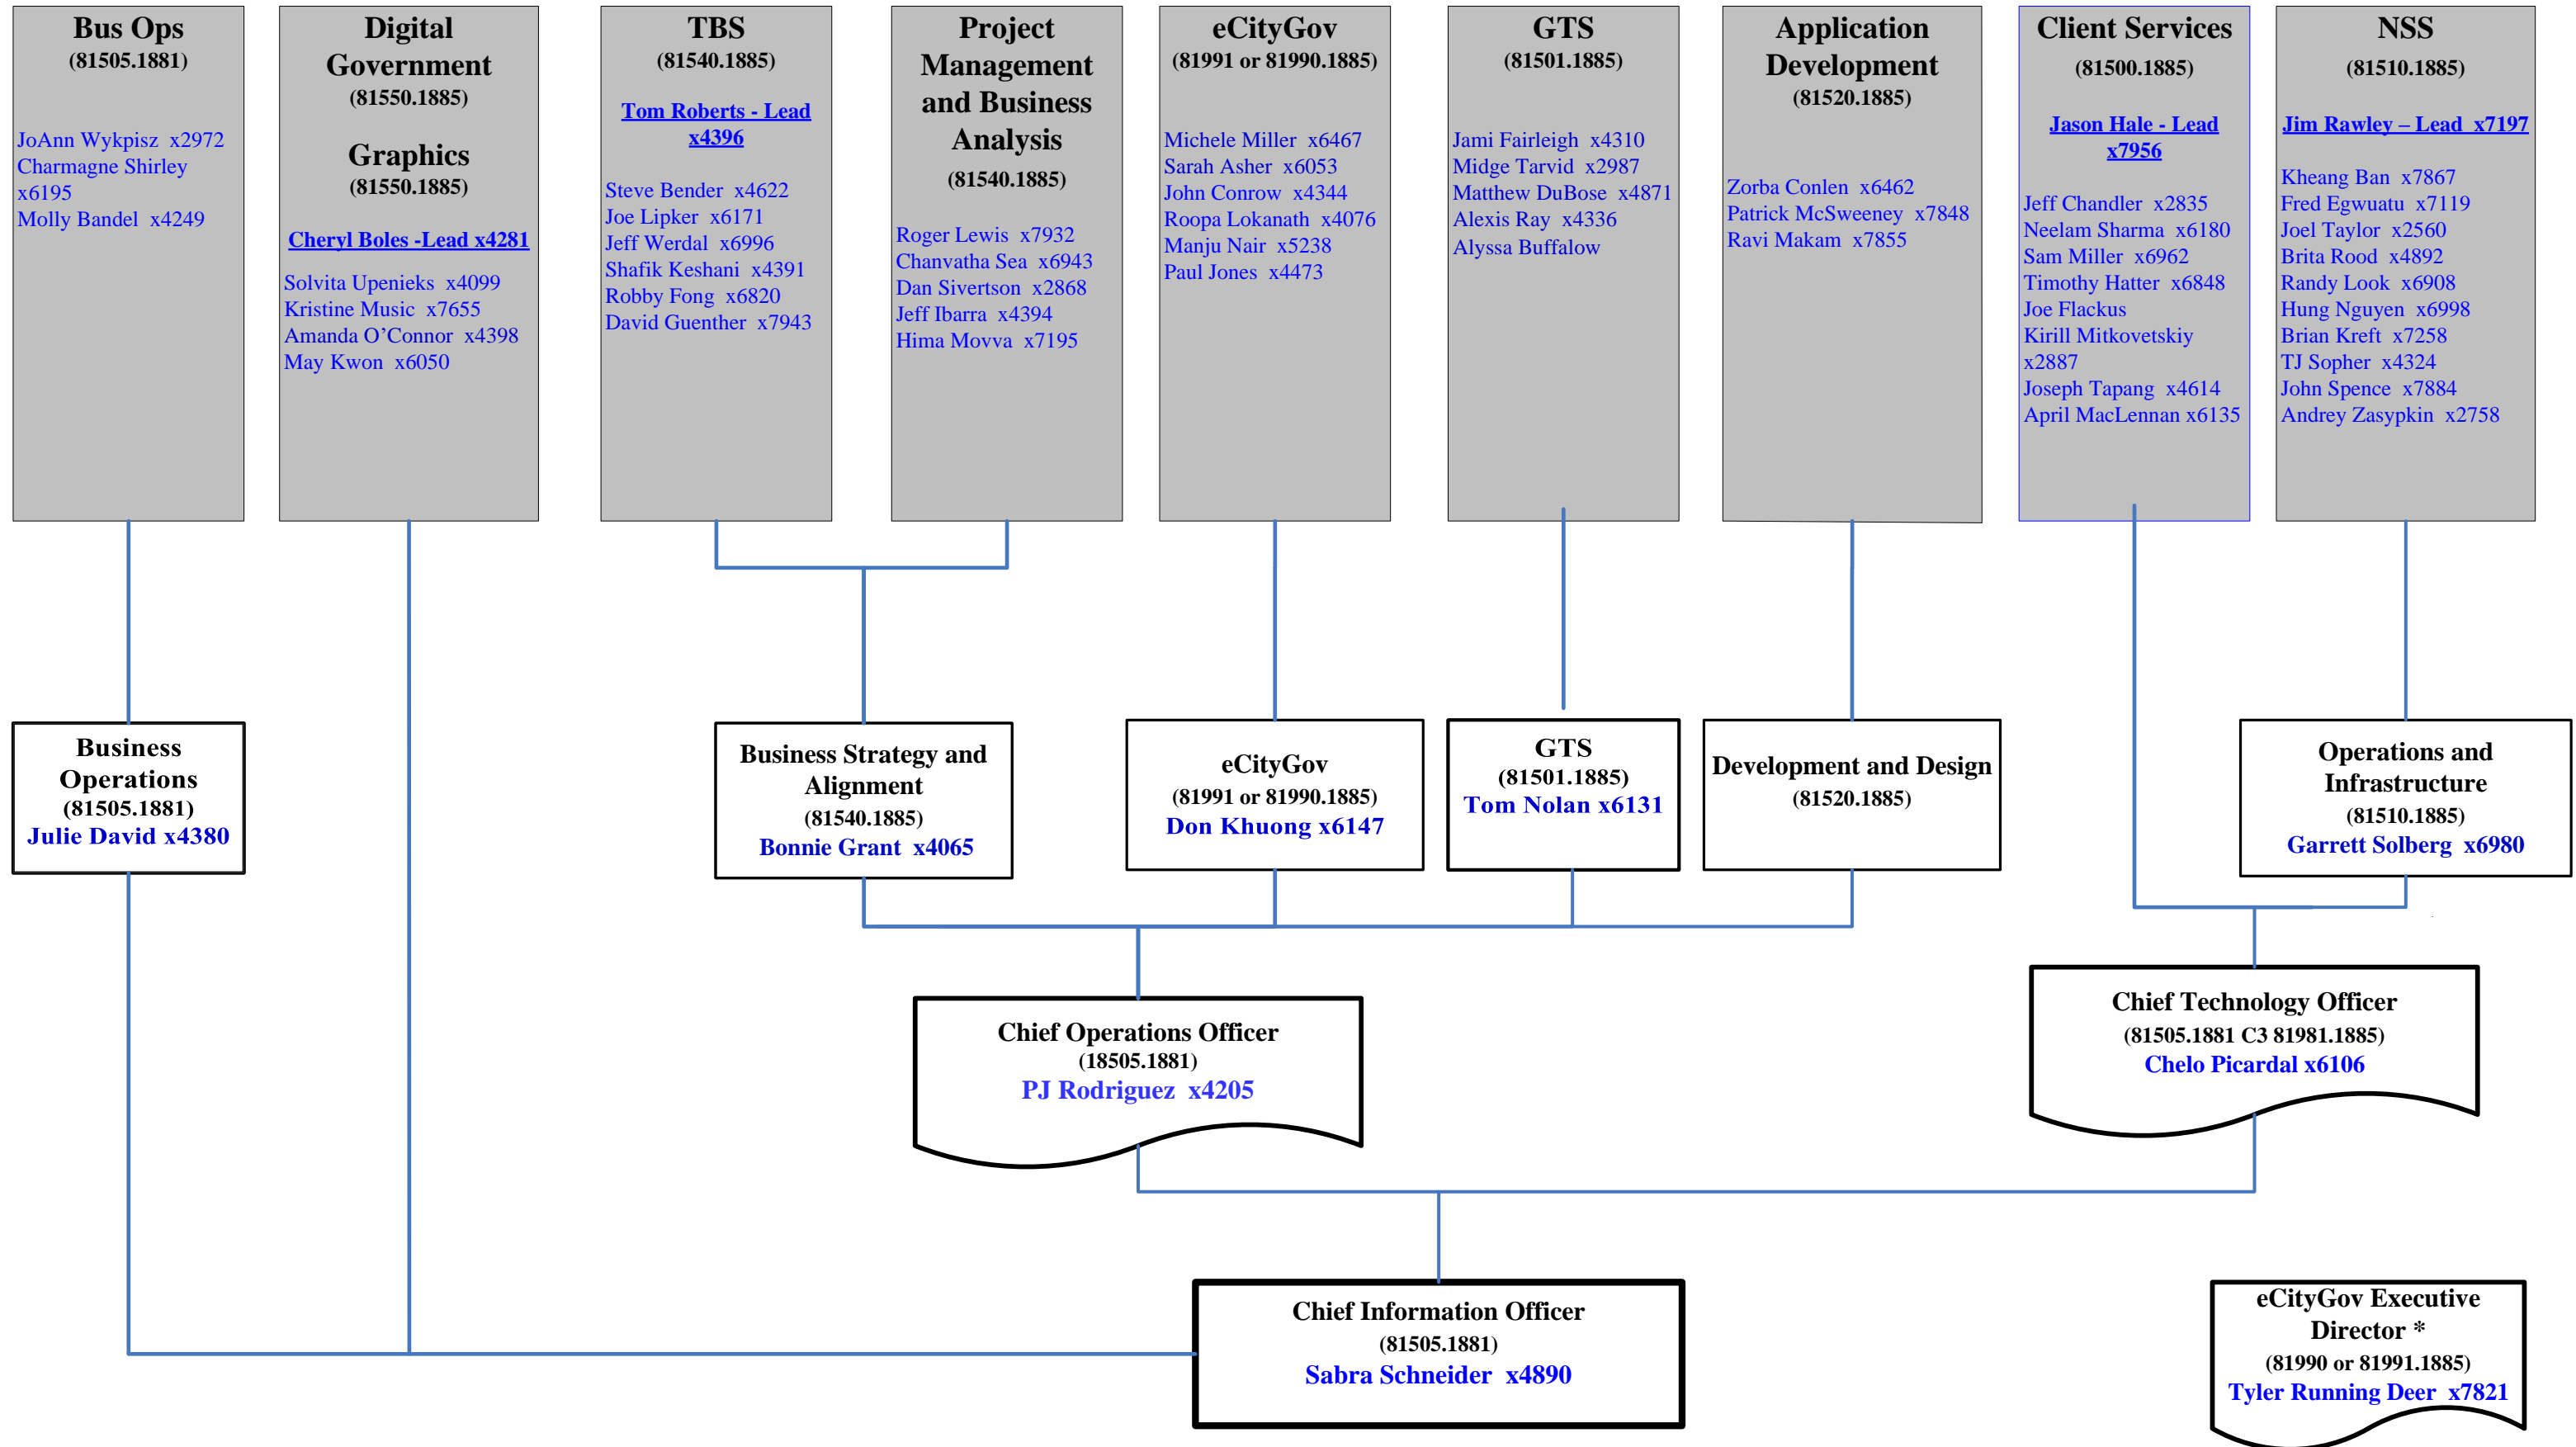 Bus Ops
(81505.1881)
JoAnn Wykpisz  x2972
Charmagne Shirley
x6195
Molly Bandel  x4249
Digital
Government
(81550.1885)
Graphics
(81550.1885)
Cheryl Boles -Lead x4281
Solvita Upenieks  x4099
Kristine Music  x7655
Amanda O’Connor  x4398
May Kwon  x6050
TBS
(81540.1885)
Tom Roberts - Lead
x4396
Steve Bender  x4622
Joe Lipker  x6171
Jeff Werdal  x6996
Shafik Keshani  x4391
Robby Fong  x6820
David Guenther  x7943
Project
Management
and Business
Analysis
(81540.1885)
Roger Lewis  x7932
Chanvatha Sea  x6943
Dan Sivertson  x2868
Jeff Ibarra  x4394
Hima Movva  x7195
eCityGov
(81991 or 81990.1885)
Michele Miller  x6467
Sarah Asher  x6053
John Conrow  x4344
Roopa Lokanath  x4076
Manju Nair  x5238
Paul Jones  x4473
GTS
(81501.1885)
Jami Fairleigh  x4310
Midge Tarvid  x2987
Matthew DuBose  x4871
Alexis Ray  x4336
Alyssa Buffalow
Application
Development
(81520.1885)
Zorba Conlen  x6462
Patrick McSweeney  x7848
Ravi Makam  x7855
Client Services
(81500.1885)
Jason Hale - Lead
x7956
Jeff Chandler  x2835
Neelam Sharma  x6180
Sam Miller  x6962
Timothy Hatter  x6848
Joe Flackus
Kirill Mitkovetskiy
x2887
Joseph Tapang  x4614
April MacLennan x6135
NSS
(81510.1885)
Jim Rawley – Lead  x7197
Kheang Ban  x7867
Fred Egwuatu  x7119
Joel Taylor  x2560
Brita Rood  x4892
Randy Look  x6908
Hung Nguyen  x6998
Brian Kreft  x7258
TJ Sopher  x4324
John Spence  x7884
Andrey Zasypkin  x2758
Business
Operations
(81505.1881)
Julie David x4380
Business Strategy and
Alignment
(81540.1885)
Bonnie Grant  x4065
eCityGov
(81991 or 81990.1885)
Don Khuong x6147
GTS
(81501.1885)
Tom Nolan x6131
Development and Design
(81520.1885)
Operations and
Infrastructure
(81510.1885)
Garrett Solberg  x6980
Chief Operations Officer
(18505.1881)
PJ Rodriguez  x4205
Chief Technology Officer
(81505.1881 C3 81981.1885)
Chelo Picardal x6106
Chief Information Officer
(81505.1881)
Sabra Schneider  x4890
eCityGov Executive
Director *
(81990 or 81991.1885)
Tyler Running Deer  x7821